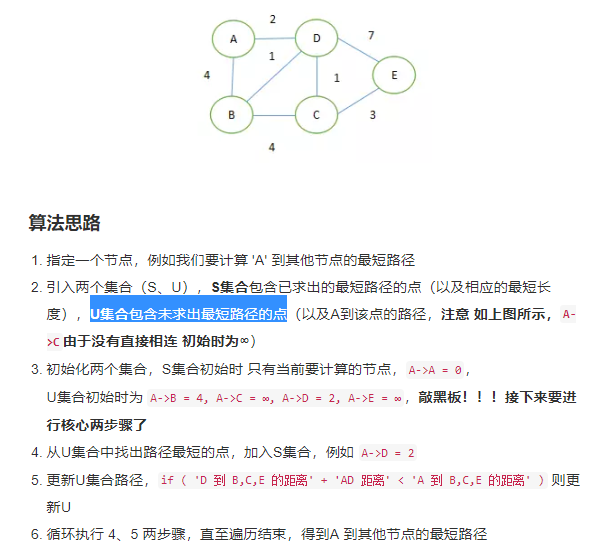 2
A
D
7
1
4
1
E
B
C
3
4
算法思路
1. 指定一个节点，例如我们要计算 'A' 到其他节点的最短路径
2. 引入两个集合（S、U），S集合包含已求出的最短路径的点（以及相应的最短长
度），U集合包含未求出最短路径的点（以及A到该点的路径，注意 如上图所示， A-
>C 由于没有直接相连 初始时为∞）
3. 初始化两个集合，S集合初始时 只有当前要计算的节点， A->A = 0 ，
U集合初始时为 A->B = 4, A->C = ∞, A->D = 2, A->E = ∞ ，敲黑板！！！接下来要进
行核心两步骤了
4. 从U集合中找出路径最短的点，加入S集合，例如 A->D = 2
5. 更新U集合路径， if ( 'D 到 B,C,E 的距离' + 'AD 距离' < 'A 到 B,C,E 的距离' ) 则更
新U
6. 循环执行 4、5 两步骤，直至遍历结束，得到A 到其他节点的最短路径